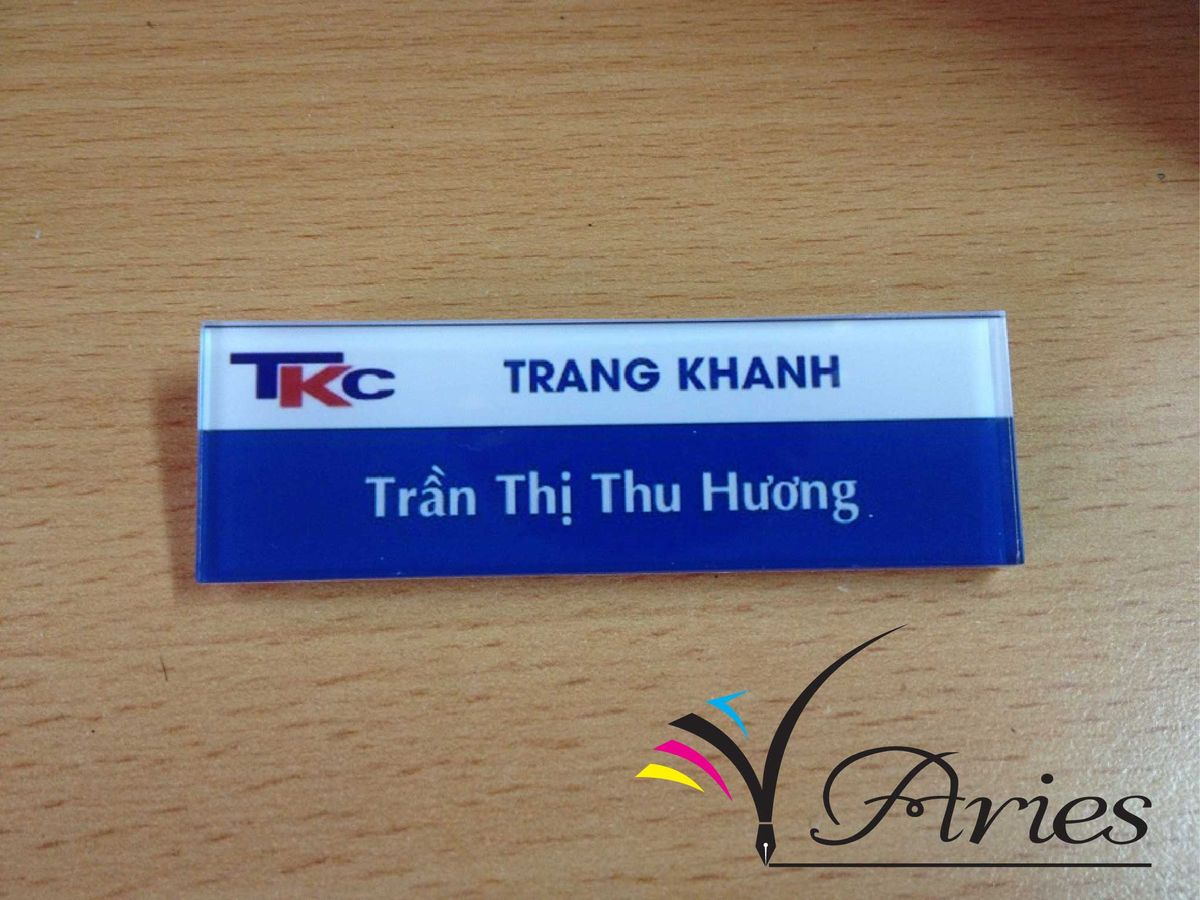 TKC TRANG KHANH
Trần Thị Thu Hương
Aries